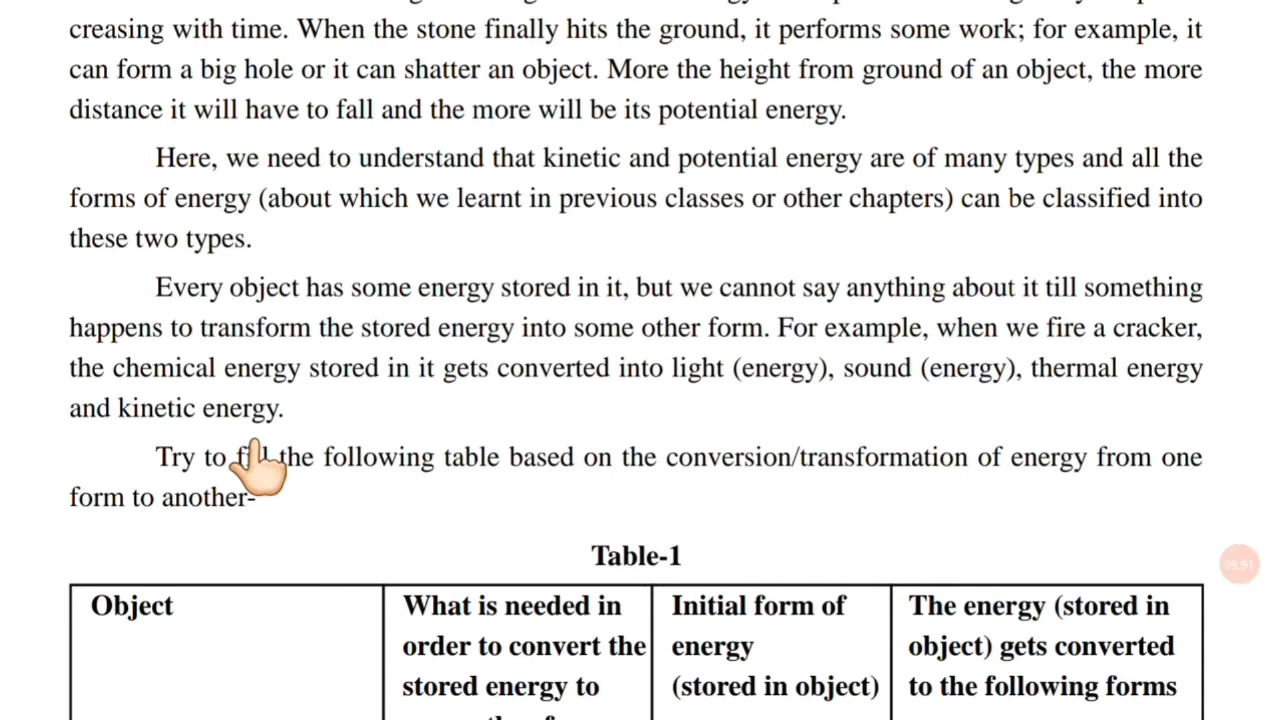 creasing with time. When the stone finally hits the ground, it performs some work; for example, it
can form a big hole or it can shatter an object. More the height from ground of an object, the more
distance it will have to fall and the more will be its potential energy.
Here, we need to understand that kinetic and potential energy are of many types and all the
forms of energy (about which we learnt in previous classes or other chapters) can be classified into
these two types.
Every object has some energy stored in it, but we cannot say anything about it till something
happens to transform the stored energy into some other form. For example, when we fire a cracker,
the chemical energy stored in it gets converted into light (energy), sound (energy), thermal energy
and kinetic energy.
Try to the following table based on the conversion/transformation of energy from one
form to another-
Table-1
05:51
Object
What is needed in
order to convert the
stored energy to
Initial form of
energy
(stored in object)
The energy (stored in
object) gets converted
to the following forms